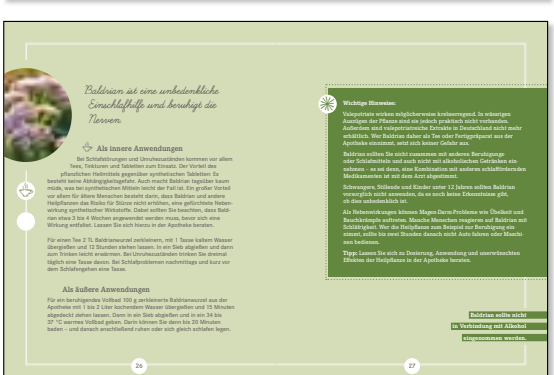 Baldrian ist eine unbedenkliche
Einschlafhilfe und beruhigt die
Nerven
Als innere Anwendungen
Bei Schlafstörungen und Unruhezuständen kommen vor allem
Tees, Tinkturen und Tabletten zum Einsatz. Der Vorteil des
pflanzlichen Heilmittels gegenüber synthetischen Tabletten: Es
besteht keine Abhängigkeitsgefahr. Auch macht Baldrian tagsüber kaum
müde, was bei synthetischen Mitteln leicht der Fall ist. Ein großer Vorteil
vor allem für ältere Menschen besteht darin, dass Baldrian und andere
Heilpflanzen das Risiko für Stürze nicht erhöhen, eine gefürchtete Neben-
wirkung synthetischer Wirkstoffe. Dabei sollten Sie beachten, dass Bald-
rian etwa 3 bis 4 Wochen angewendet werden muss, bevor sich eine
Wirkung entfaltet. Lassen Sie sich hierzu in der Apotheke beraten.
Für einen Tee 2 TL Baldrianwurzel zerkleinern, mit 1 Tasse kaltem Wasser
übergießen und 12 Stunden stehen lassen. In ein Sieb abgießen und dann
zum Trinken leicht erwärmen. Bei Unruhezuständen trinken Sie dreimal
täglich eine Tasse davon. Bei Schlafproblemen nachmittags und kurz vor
dem Schlafengehen eine Tasse.
Als äußere Anwendungen
Für ein beruhigendes Vollbad 100 g zerkleinerte Baldrianwurzel aus der
Apotheke mit 1 bis 2 Liter kochendem Wasser übergießen und 15 Minuten
abgedeckt ziehen lassen. Dann in ein Sieb abgießen und in ein 34 bis
37 °C warmes Vollbad geben. Darin können Sie dann bis 20 Minuten
baden – und danach anschließend ruhen oder sich gleich schlafen legen.
26
Wichtige Hinweise:
Valepotriate wirken möglicherweise krebserregend. In wässrigen
Auszügen der Pflanze sind sie jedoch praktisch nicht vorhanden.
Außerdem sind valepotriatreiche Extrakte in Deutschland nicht mehr
erhältlich. Wer Baldrian daher als Tee oder Fertigpräparat aus der
Apotheke einnimmt, setzt sich keiner Gefahr aus.
Baldrian sollten Sie nicht zusammen mit anderen Beruhigungs-
oder Schlafmitteln und auch nicht mit alkoholischen Getränken ein-
nehmen – es sei denn, eine Kombination mit anderen schlaffördernden
Medikamenten ist mit dem Arzt abgestimmt.
Schwangere, Stillende und Kinder unter 12 Jahren sollten Baldrian
vorsorglich nicht anwenden, da es noch keine Erkenntnisse gibt,
ob dies unbedenklich ist.
Als Nebenwirkungen können Magen-Darm-Probleme wie Übelkeit und
Bauchkrämpfe auftreten. Manche Menschen reagieren auf Baldrian mit
Schläfrigkeit. Wer die Heilpflanze zum Beispiel zur Beruhigung ein-
nimmt, sollte bis zwei Stunden danach nicht Auto fahren oder Maschi-
nen bedienen.
Tipp: Lassen Sie sich zu Dosierung, Anwendung und unerwünschten
Effekten der Heilpflanze in der Apotheke beraten.
Baldrian sollte nicht
in Verbindung mit Alkohol
eingenommen werden.
27